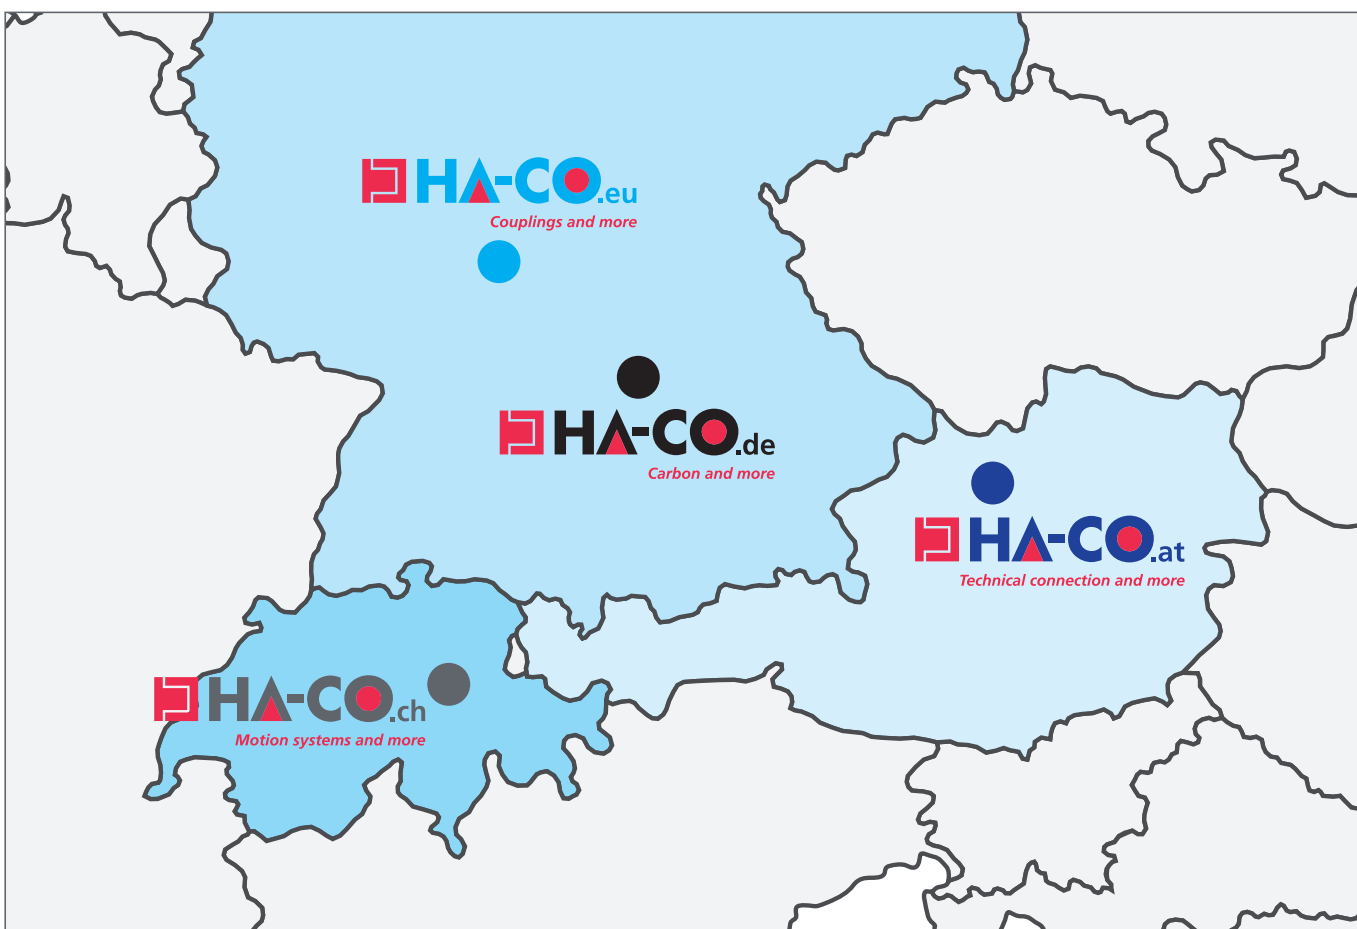 HA-CO.eu
Couplings and more
HA-CO.de
Carbon and more
HA-CO.at
Technical connection and more
HA-CO.ch
Motion systems and more